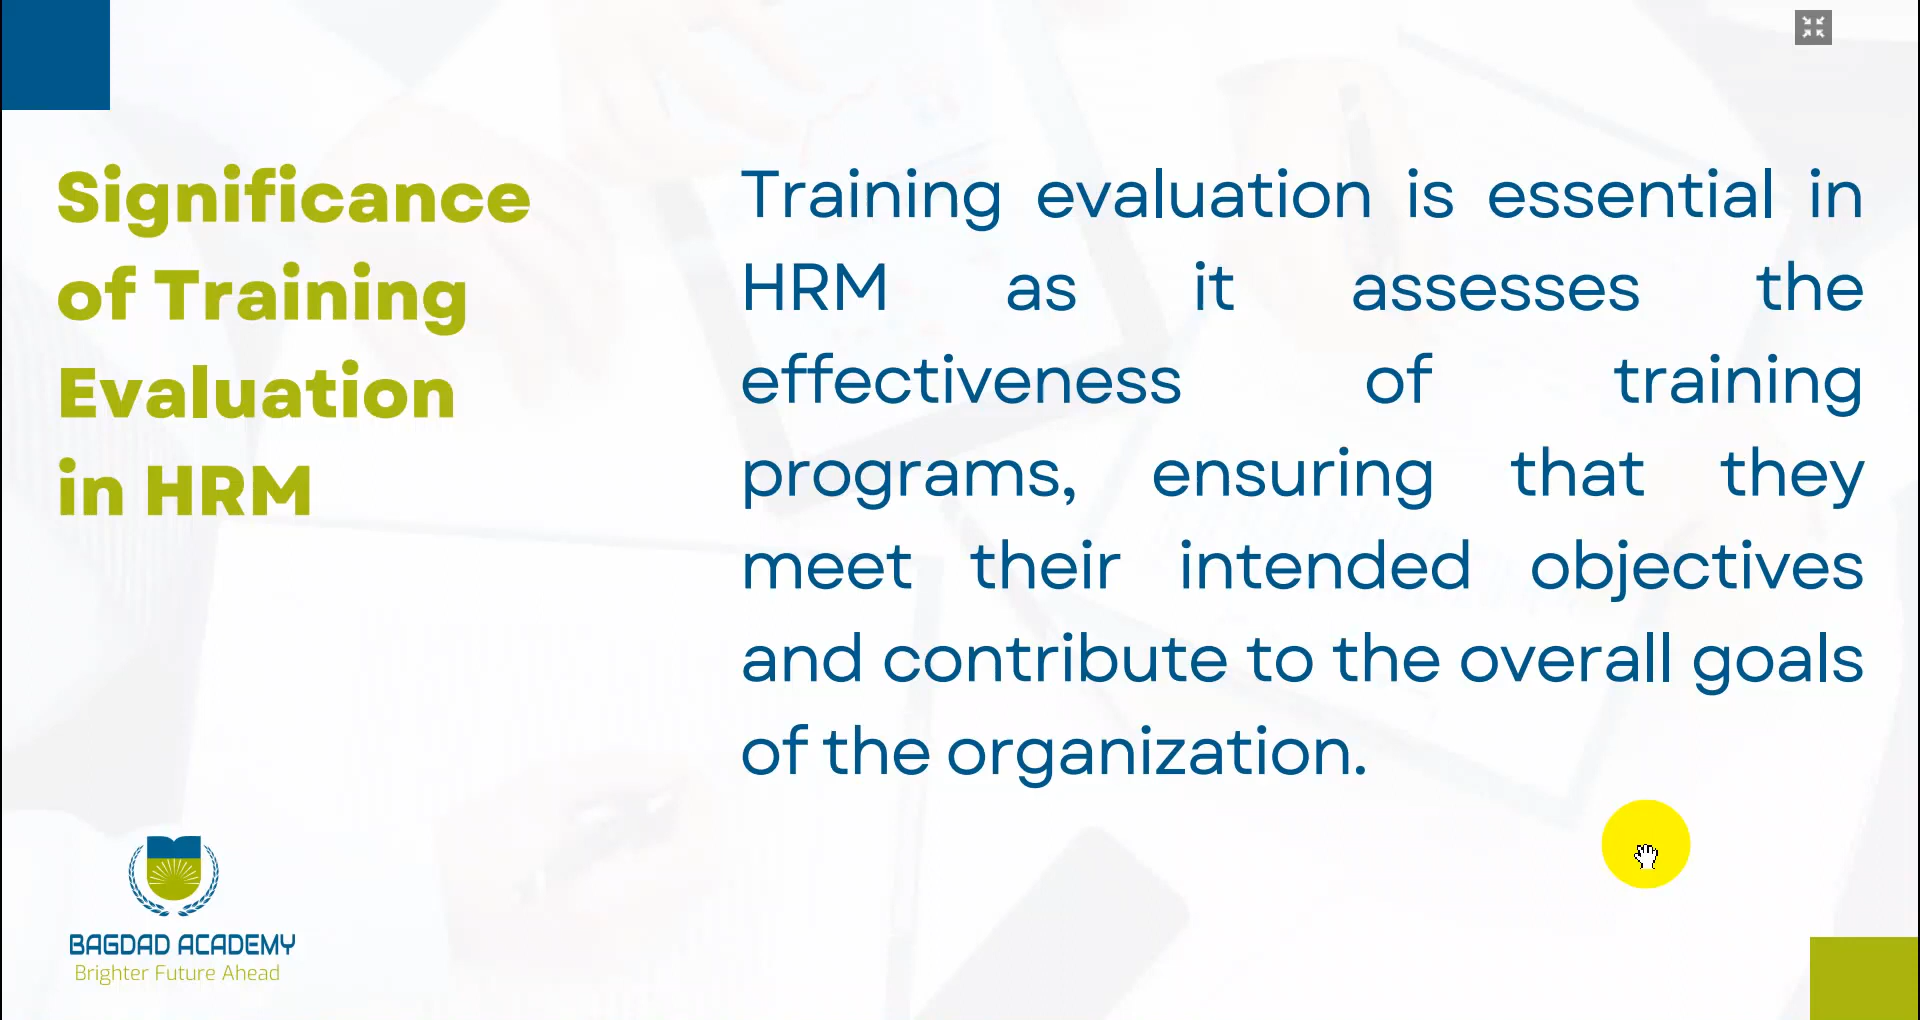 Significance
of Training
Evaluation
in HRM
Training evaluation is essential in
HRM as it assesses the
effectiveness of training
programs, ensuring that they
meet their intended objectives
and contribute to the overall goals
of the organization.
BAGDAD ACADEMY
Brighter Future Ahead